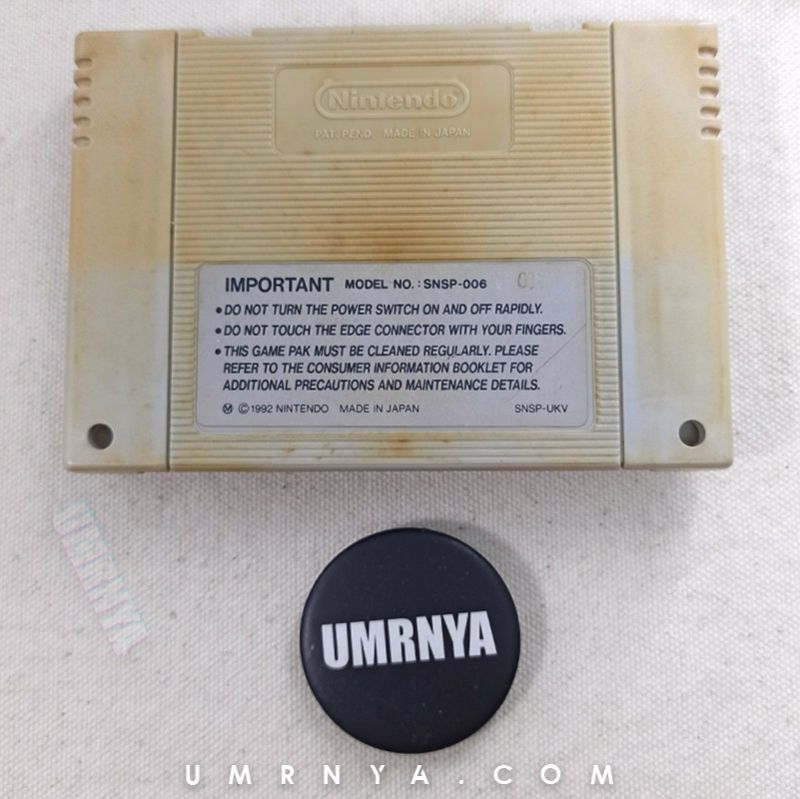 Nintendo
PAT. PEND. MADE IN JAPAN
IMPORTANT MODEL NO. : SNSP-006
• DO NOT TURN THE POWER SWITCH ON AND OFF RAPIDLY.
• DO NOT TOUCH THE EDGE CONNECTOR WITH YOUR FINGERS.
• THIS GAME PAK MUST BE CLEANED REGULARLY. PLEASE
REFER TO THE CONSUMER INFORMATION BOOKLET FOR
ADDITIONAL PRECAUTIONS AND MAINTENANCE DETAILS.
Ⓜ © 1992 NINTENDO MADE IN JAPAN SNSP-UKV
UMRNYA
UMRNYA
UMRNYA.COM